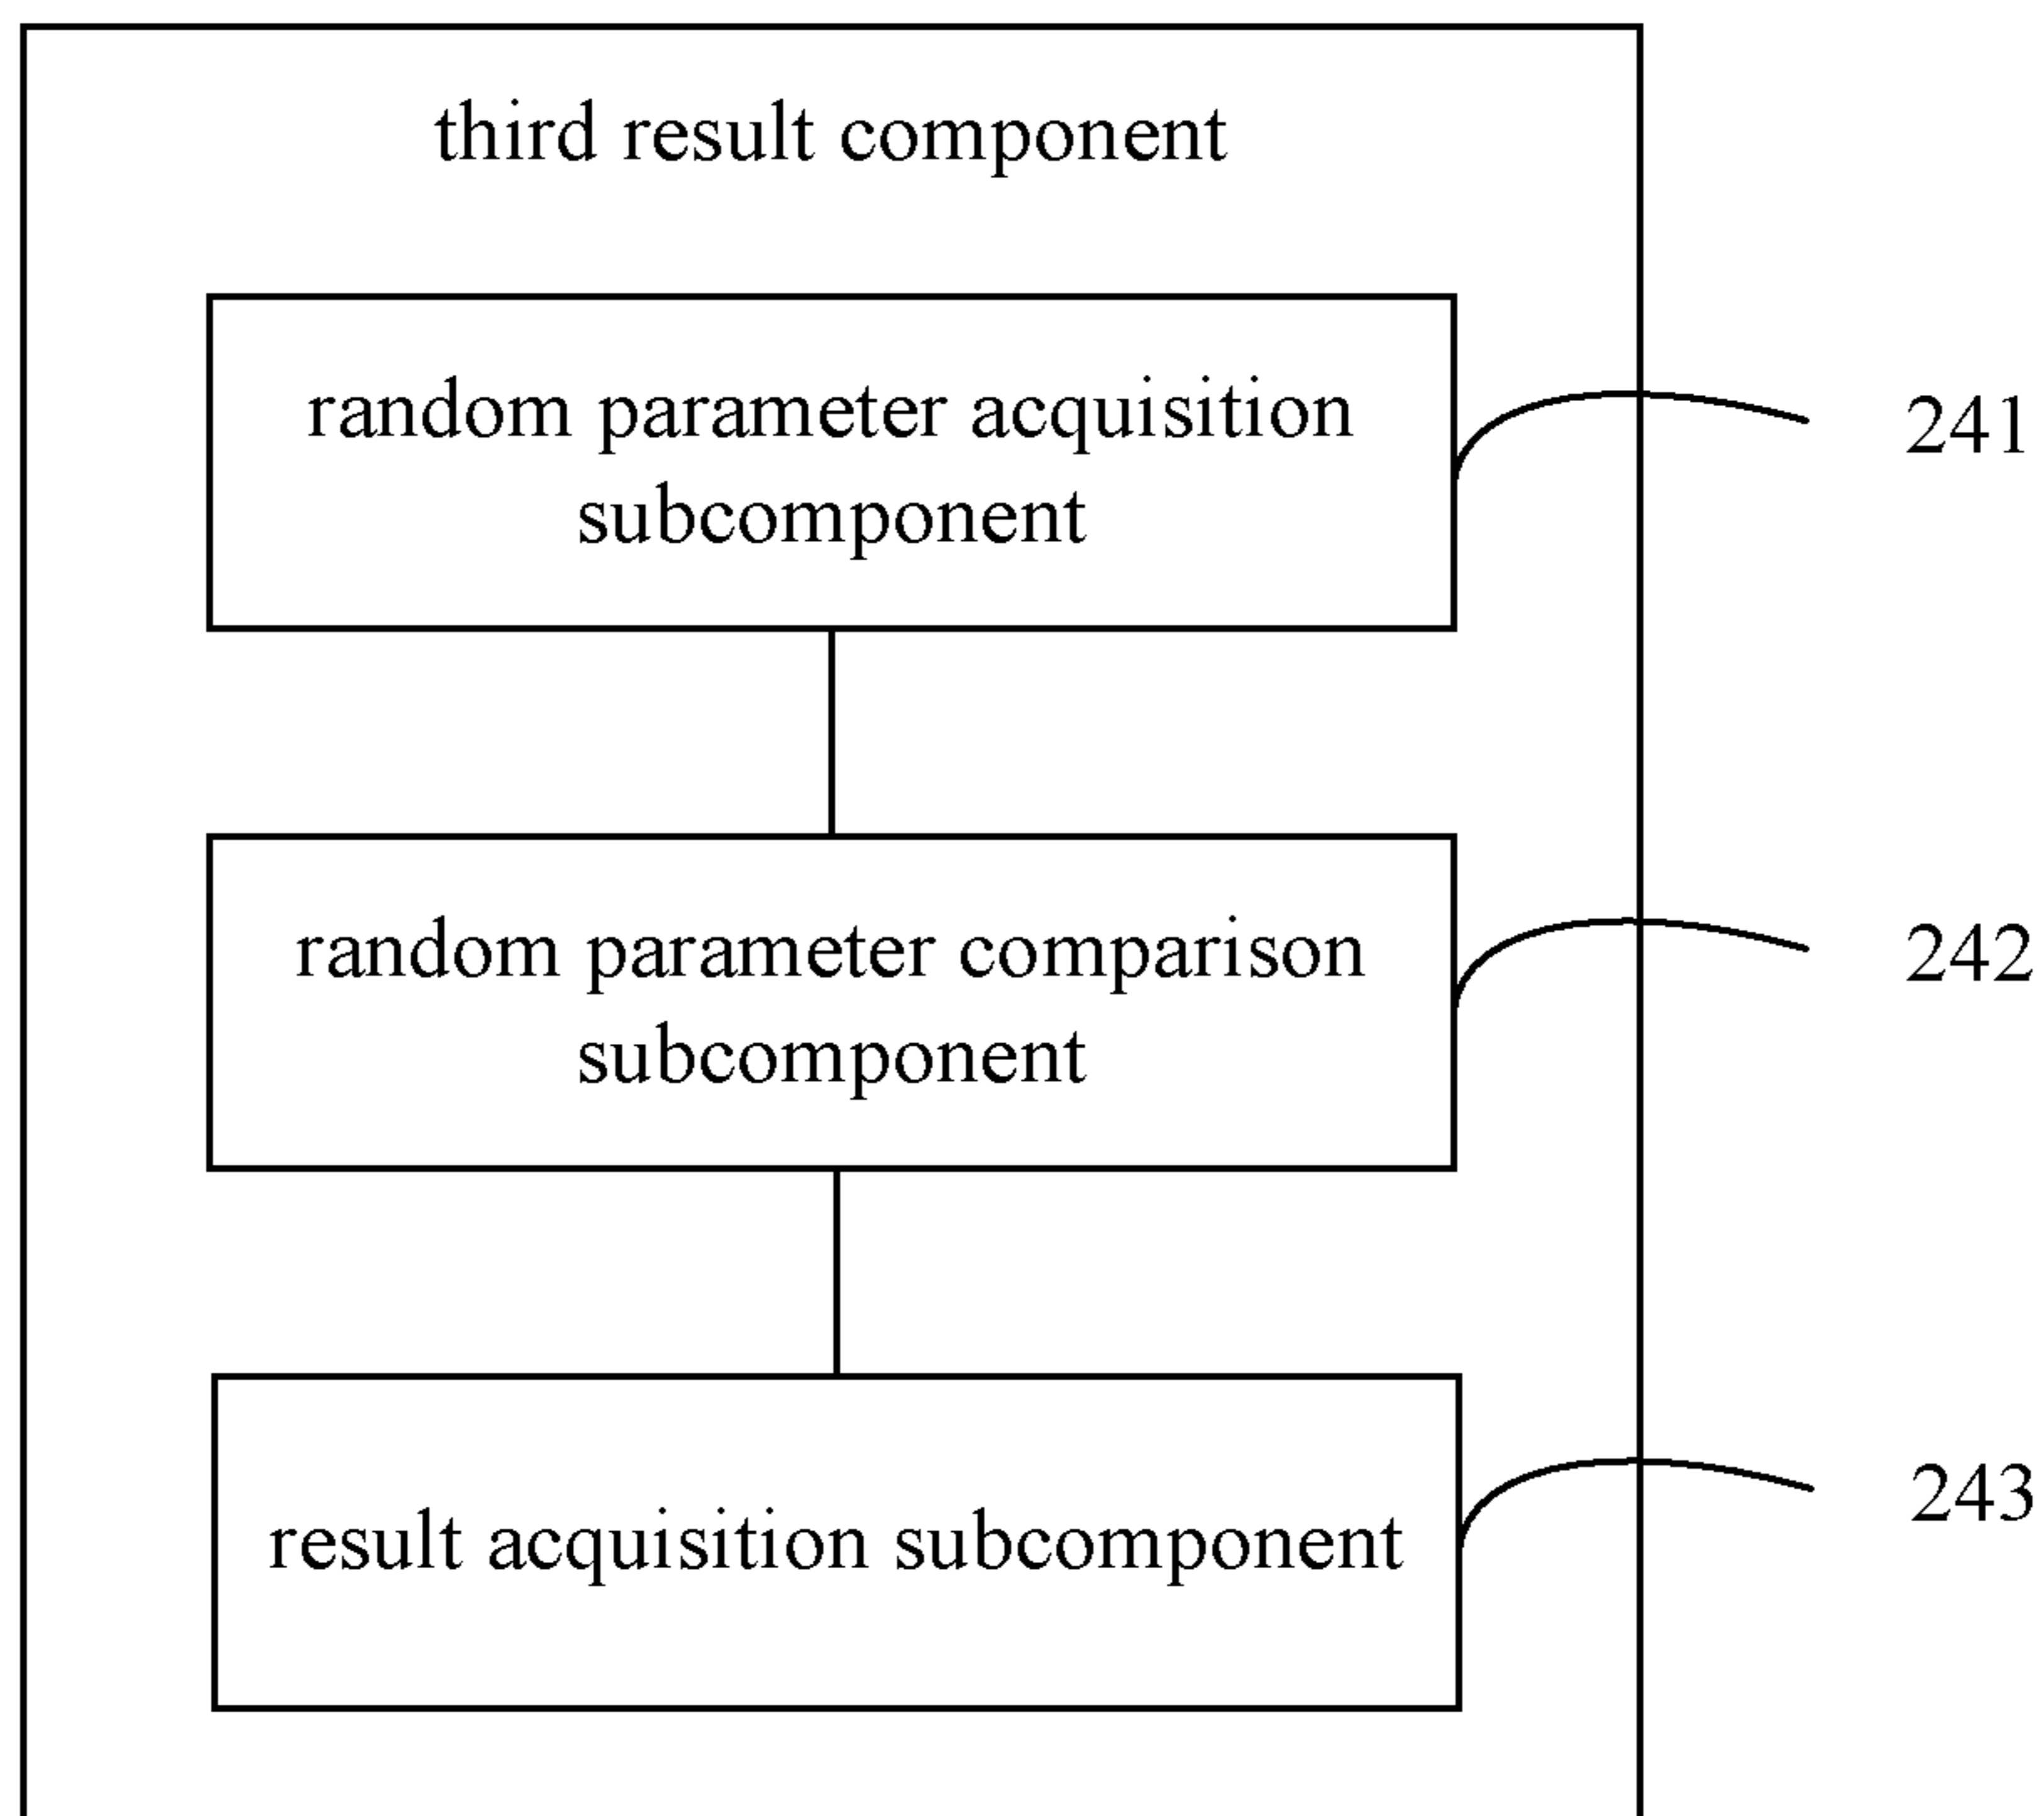 third result component
random parameter acquisition
subcomponent
241
random parameter comparison
subcomponent
242
result acquisition subcomponent
243